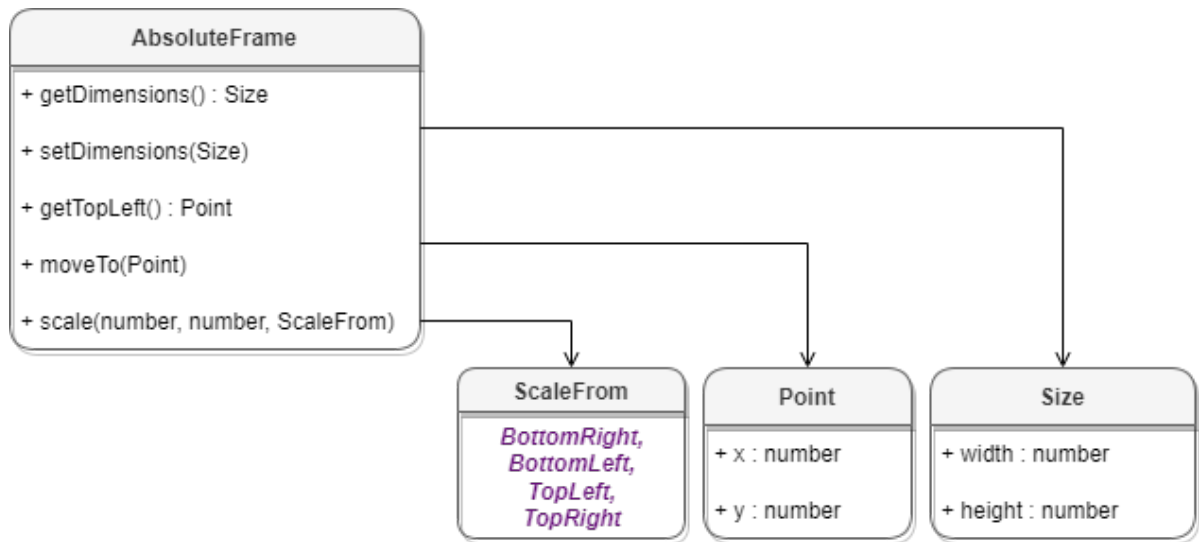 AbsoluteFrame
+ getDimensions() : Size
+ setDimensions(Size)
+ getTopLeft() : Point
+ moveTo(Point)
+ scale(number, number, ScaleFrom)
ScaleFrom
BottomRight,
BottomLeft,
TopLeft,
TopRight
Point
+ x : number
+ y : number
Size
+ width : number
+ height : number